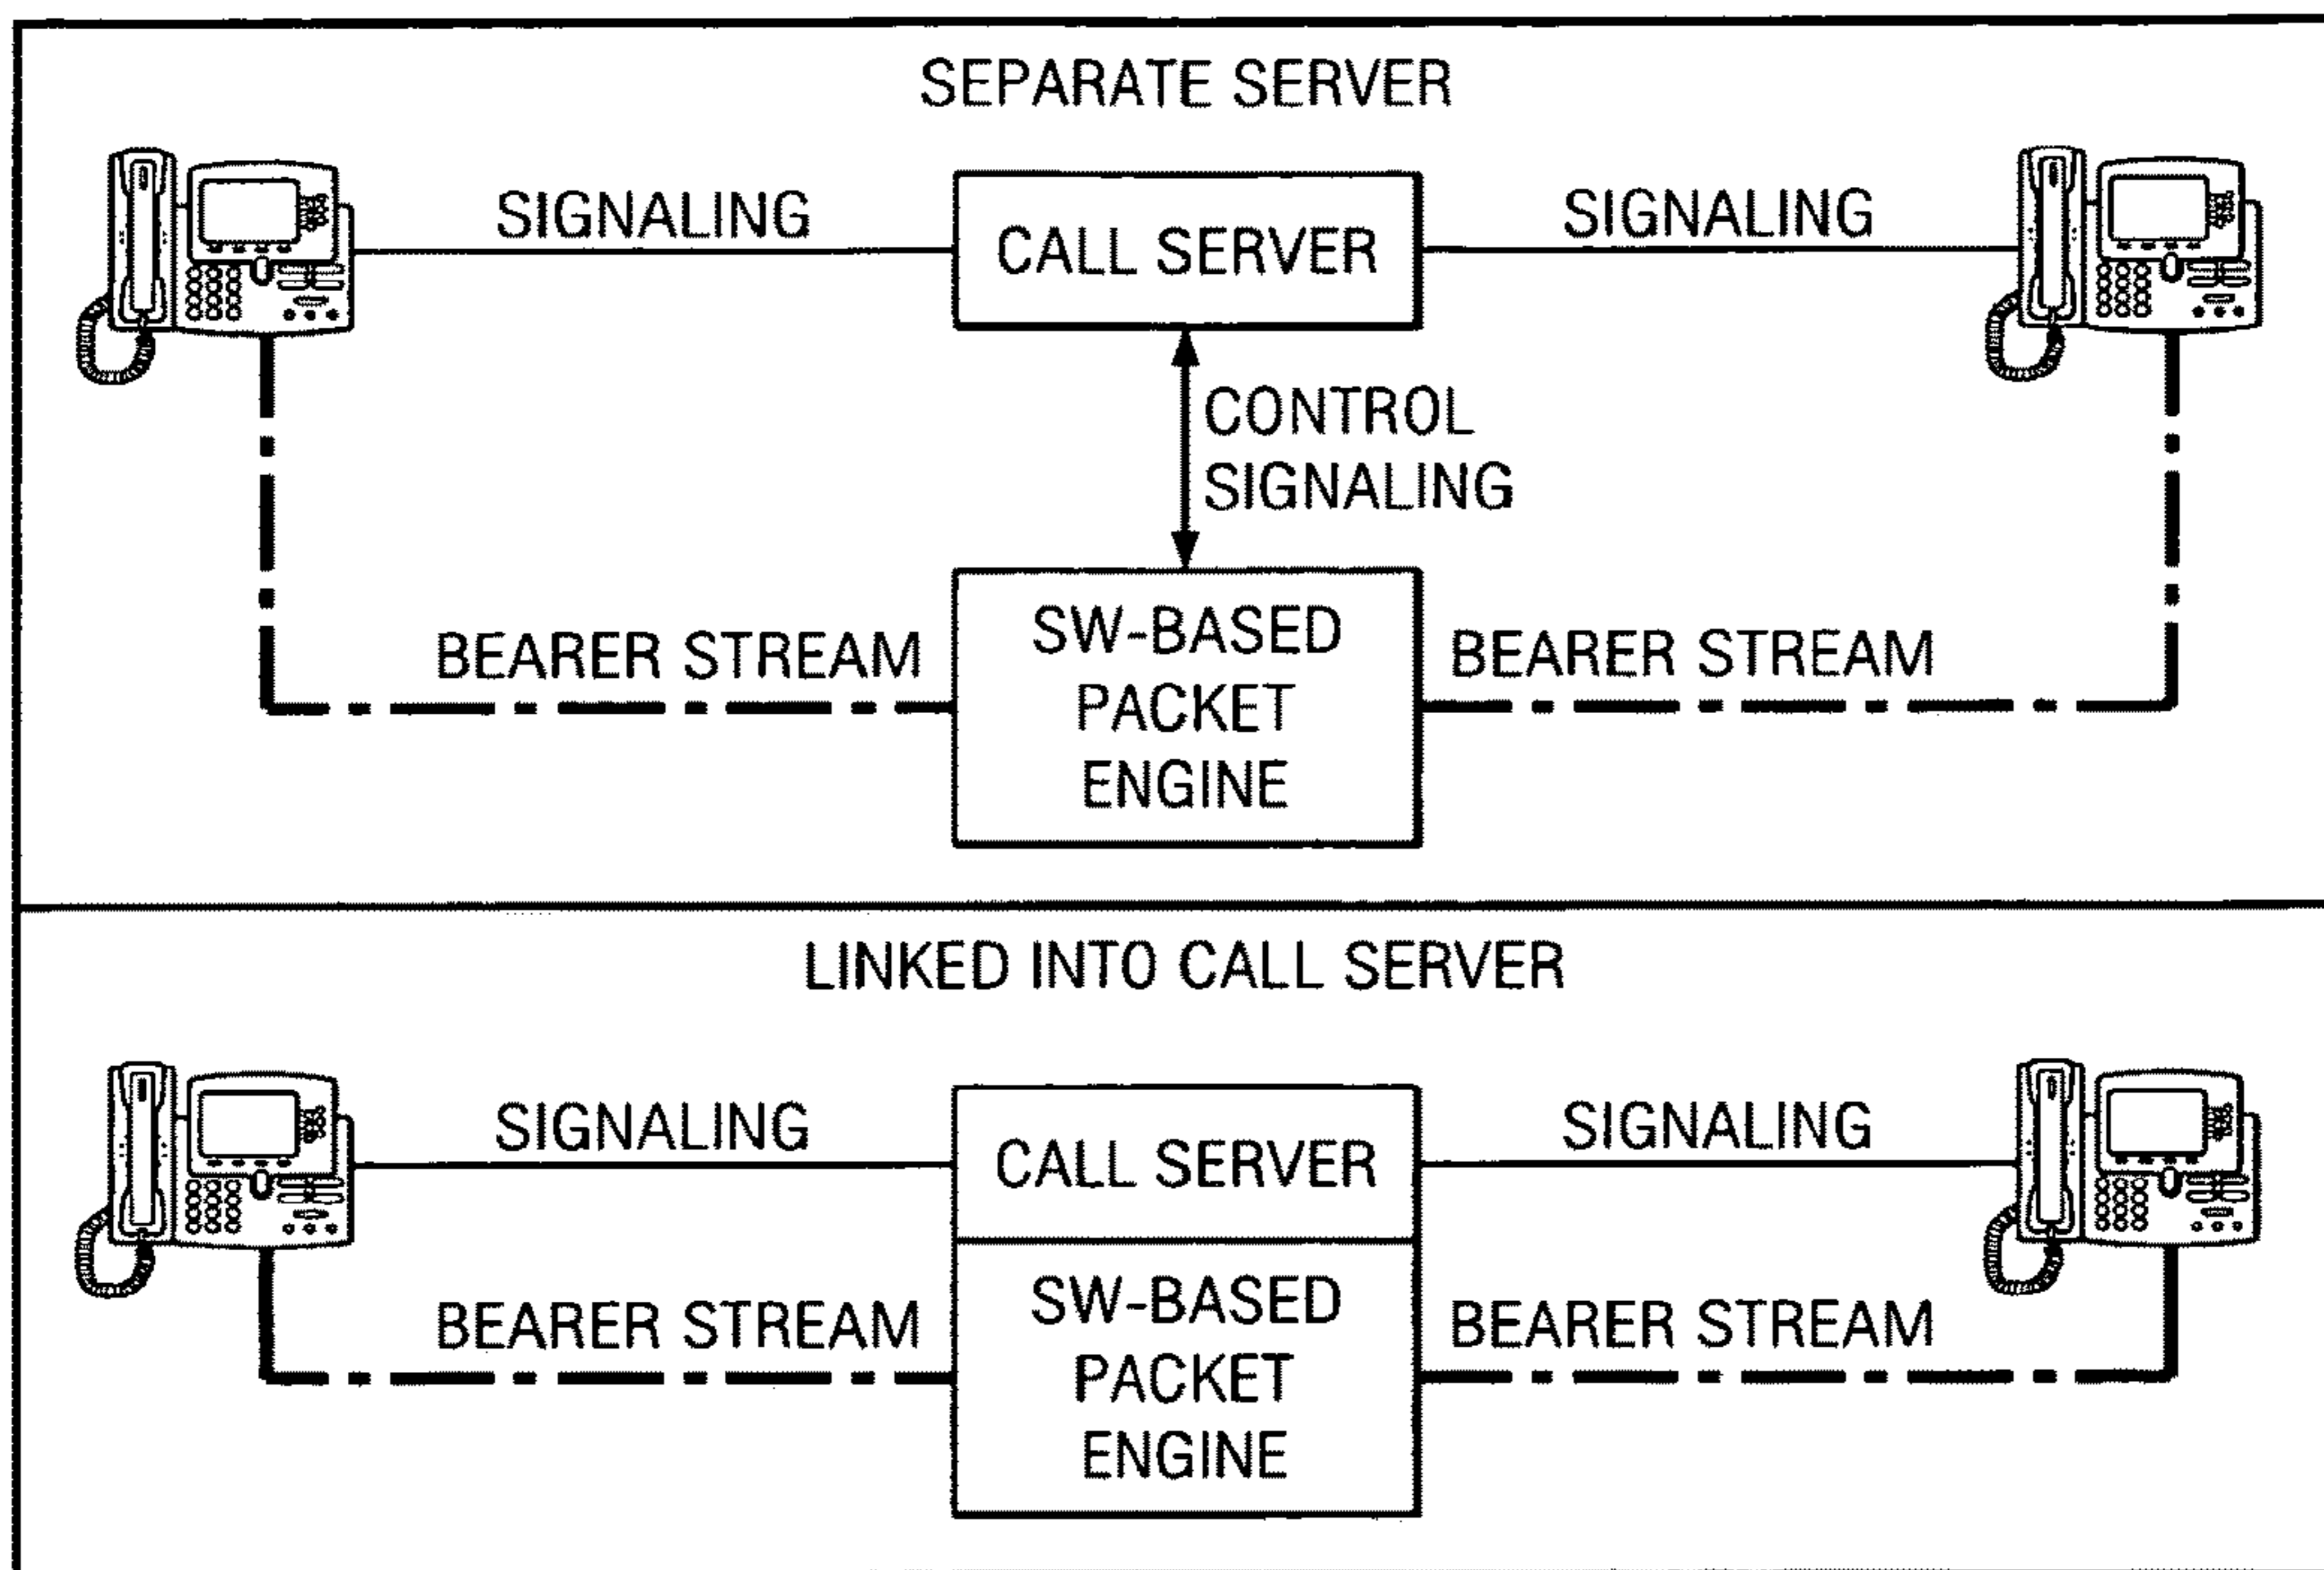 SEPARATE SERVER
SIGNALING
CALL SERVER
SIGNALING
CONTROL
SIGNALING
BEARER STREAM
SW-BASED
PACKET
ENGINE
BEARER STREAM
LINKED INTO CALL SERVER
SIGNALING
CALL SERVER
SIGNALING
BEARER STREAM
SW-BASED
PACKET
ENGINE
BEARER STREAM